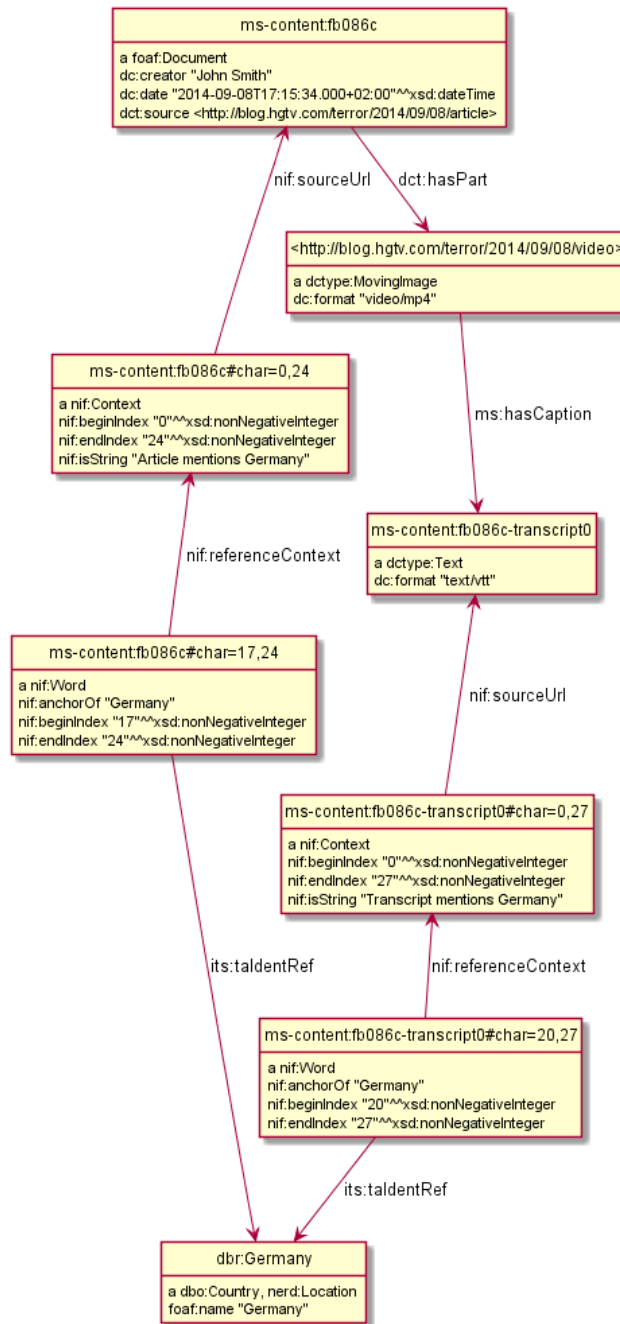 ms-content:fb086c
a foaf:Document
dc:creator "John Smith"
dc:date "2014-09-08T17:15:34.000+02:00"^^xsd:dateTime
dct:source <http://blog.hgtv.com/terror/2014/09/08/article>
nif:sourceUrl
dct:hasPart
<http://blog.hgtv.com/terror/2014/09/08/video>
a dctype:MovingImage
dc:format "video/mp4"
ms-content:fb086c#char=0,24
a nif:Context
nif:beginIndex "0"^^xsd:nonNegativeInteger
nif:endIndex "24"^^xsd:nonNegativeInteger
nif:isString "Article mentions Germany"
ms:hasCaption
ms-content:fb086c-transcript0
a dctype:Text
dc:format "text/vtt"
nif:referenceContext
ms-content:fb086c#char=17,24
a nif:Word
nif:anchorOf "Germany"
nif:beginIndex "17"^^xsd:nonNegativeInteger
nif:endIndex "24"^^xsd:nonNegativeInteger
nif:sourceUrl
ms-content:fb086c-transcript0#char=0,27
a nif:Context
nif:beginIndex "0"^^xsd:nonNegativeInteger
nif:endIndex "27"^^xsd:nonNegativeInteger
nif:isString "Transcript mentions Germany"
its:taIdentRef
nif:referenceContext
ms-content:fb086c-transcript0#char=20,27
a nif:Word
nif:anchorOf "Germany"
nif:beginIndex "20"^^xsd:nonNegativeInteger
nif:endIndex "27"^^xsd:nonNegativeInteger
its:taIdentRef
dbr:Germany
a dbo:Country, nerd:Location
foaf:name "Germany"